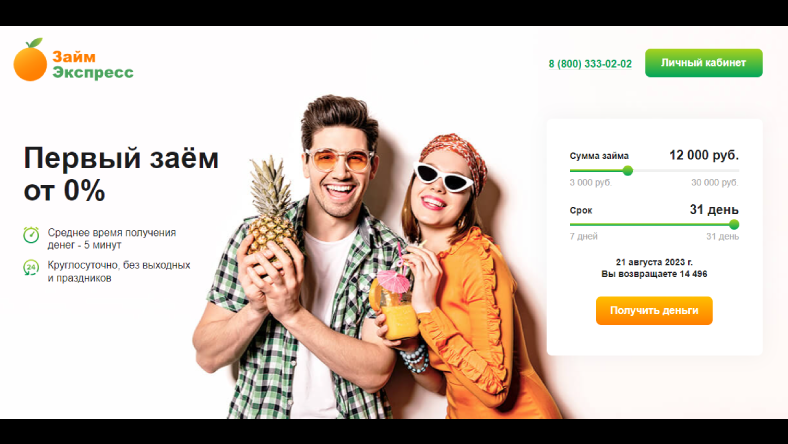 Займ
Экспресс
8 (800) 333-02-02
Личный кабинет
Первый заём
от 0%
Среднее время получения
денег - 5 минут
24
Круглосуточно, без выходных
и праздников
Сумма займа 12 000 руб.
3 000 руб. 30 000 руб.
Срок 31 день
7 дней 31 день
21 августа 2023 г.
Вы возвращаете 14 496
Получить деньги